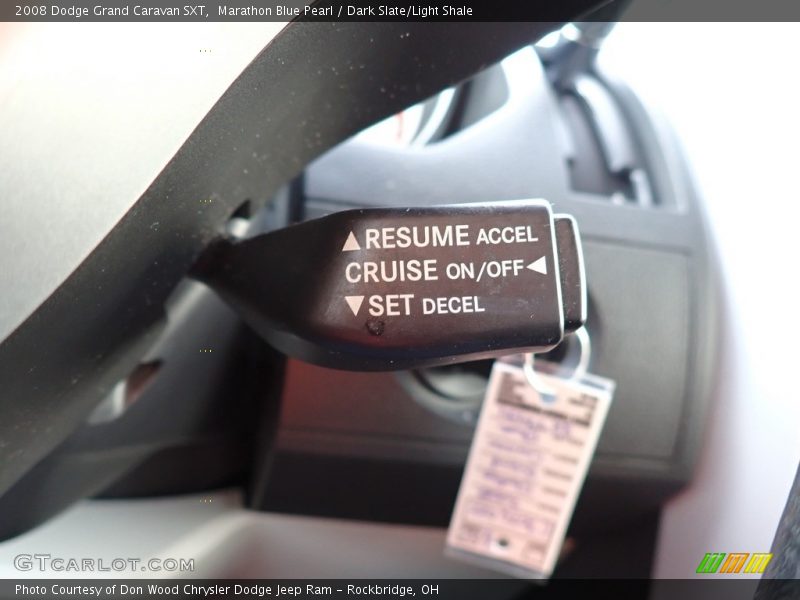 2008 Dodge Grand Caravan SXT,  Marathon Blue Pearl / Dark Slate/Light Shale
▲RESUME ACCEL
CRUISE ON/OFF◀
▼SET DECEL
GTCARLOT.COM
Photo Courtesy of Don Wood Chrysler Dodge Jeep Ram - Rockbridge, OH